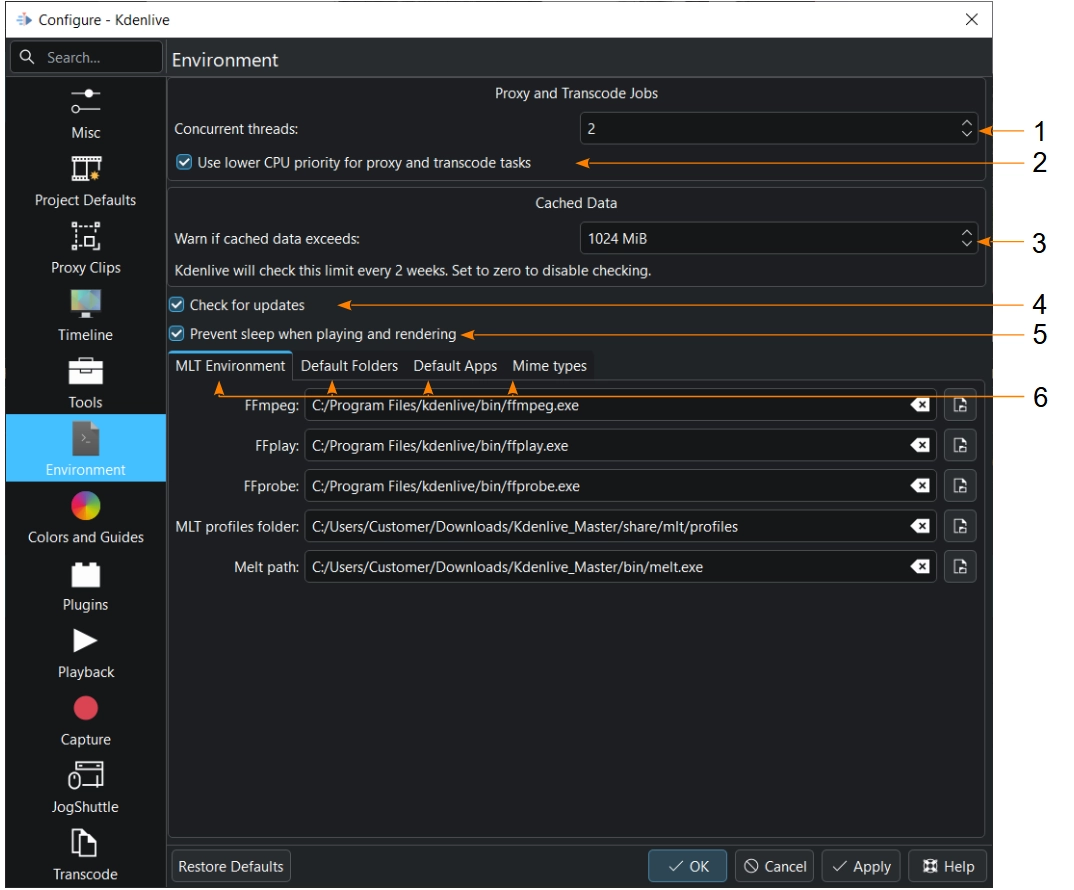 Configure - Kdenlive
Search...
Environment
Misc
Project Defaults
Proxy Clips
Timeline
Tools
Environment
Colors and Guides
Plugins
Playback
Capture
JogShuttle
Transcode
Proxy and Transcode Jobs
Concurrent threads: 2 1
Use lower CPU priority for proxy and transcode tasks 2
Cached Data
Warn if cached data exceeds: 1024 MiB 3
Kdenlive will check this limit every 2 weeks. Set to zero to disable checking.
Check for updates 4
Prevent sleep when playing and rendering 5
MLT Environment Default Folders Default Apps Mime types
6
FFmpeg: C:/Program Files/kdenlive/bin/ffmpeg.exe
FFplay: C:/Program Files/kdenlive/bin/ffplay.exe
FFprobe: C:/Program Files/kdenlive/bin/ffprobe.exe
MLT profiles folder: C:/Users/Customer/Downloads/Kdenlive_Master/share/mlt/profiles
Melt path: C:/Users/Customer/Downloads/Kdenlive_Master/bin/melt.exe
Restore Defaults OK Cancel Apply Help